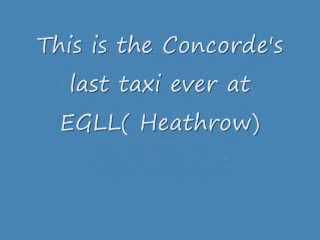 This is the Concorde's
last taxi ever at
EGLL( Heathrow)